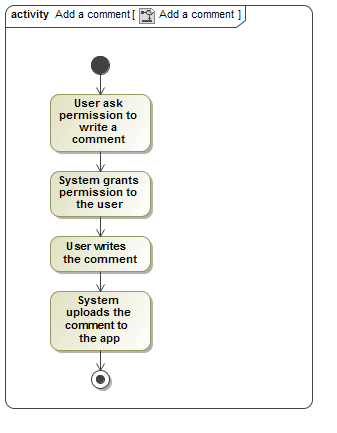 activity Add a comment [ Add a comment ]
User ask
permission to
write a
comment
System grants
permission to
the user
User writes
the comment
System
uploads the
comment to
the app